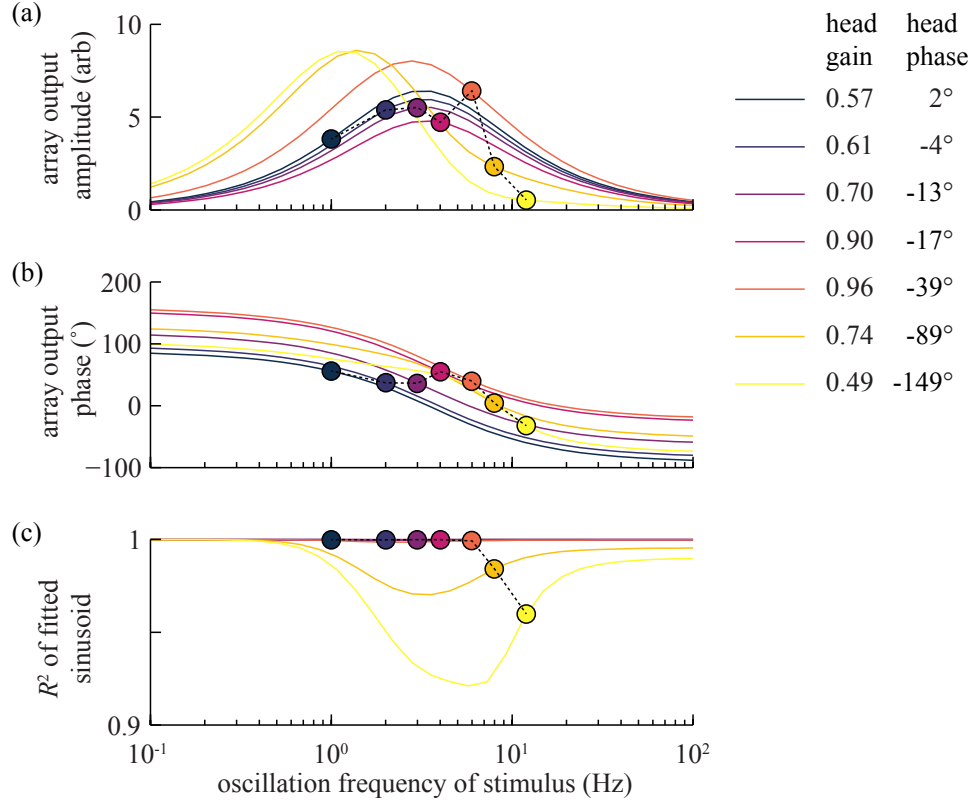 (a)
10
5
0
array output
amplitude (arb)
head head
gain phase
0.57 2°
0.61 -4°
0.70 -13°
0.90 -17°
0.96 -39°
0.74 -89°
0.49 -149°
(b)
200
100
0
−100
array output
phase (°)
(c)
1
0.9
R² of fitted
sinusoid
10⁻¹ 10⁰ 10¹ 10²
oscillation frequency of stimulus (Hz)